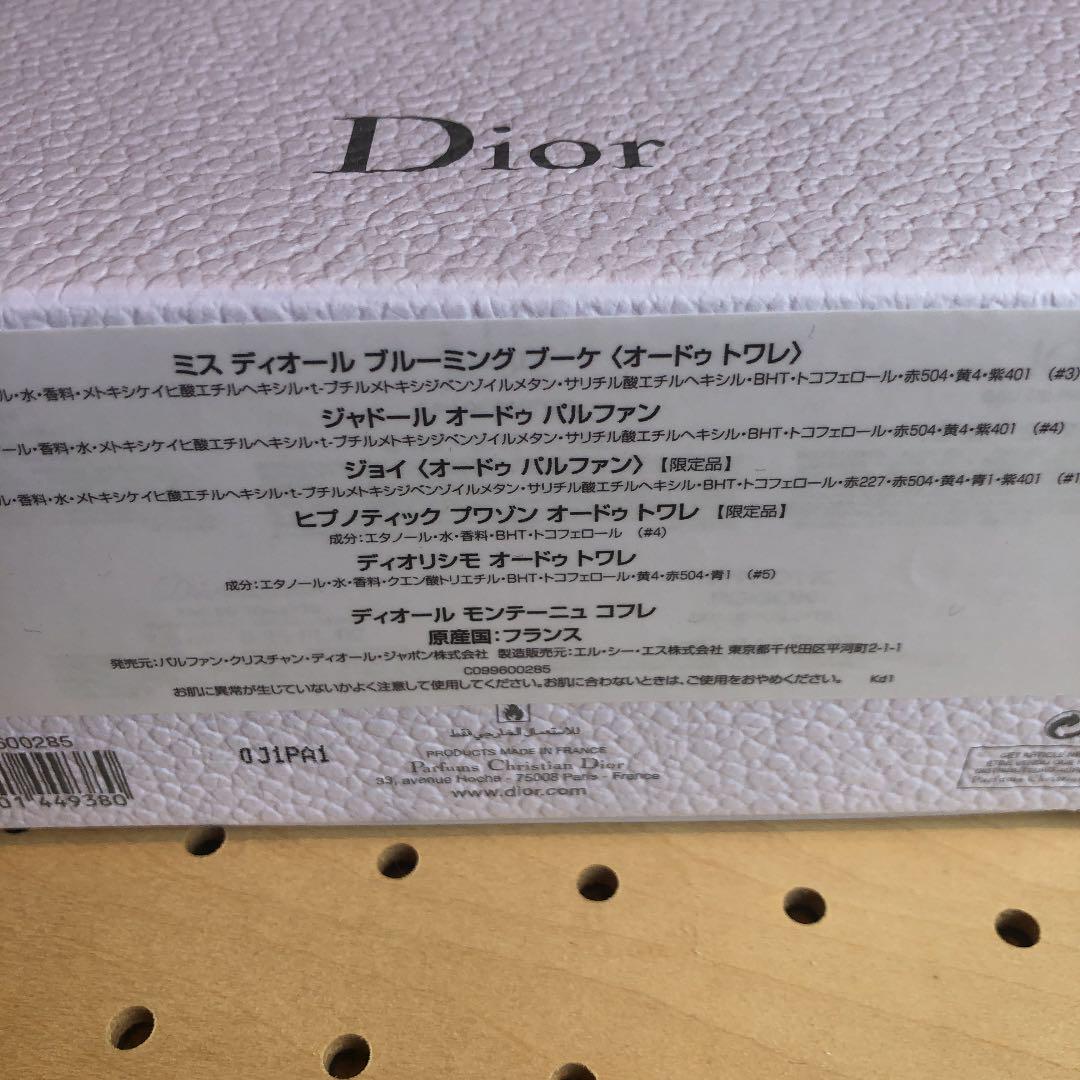 Dior
ミス ディオール ブルーミング ブーケ〈オードゥ トワレ〉
ル・水・香料・メトキシケイヒ酸エチルヘキシル・t-ブチルメトキシジベンゾイルメタン・サリチル酸エチルヘキシル・BHT・トコフェロール・赤504・黄4・紫401 (#3)
ジャドール オードゥ パルファン
ール・香料・水・メトキシケイヒ酸エチルヘキシル・t-ブチルメトキシジベンゾイルメタン・サリチル酸エチルヘキシル・BHT・トコフェロール・赤504・黄4・紫401 (#4)
ジョイ〈オードゥ パルファン〉【限定品】
ル・香料・水・メトキシケイヒ酸エチルヘキシル・t-ブチルメトキシジベンゾイルメタン・サリチル酸エチルヘキシル・BHT・トコフェロール・赤227・赤504・黄4・青1・紫401 (#1
ヒプノティック プワゾン オードゥ トワレ【限定品】
成分:エタノール・水・香料・BHT・トコフェロール (#4)
ディオリシモ オードゥ トワレ
成分:エタノール・水・香料・クエン酸トリエチル・BHT・トコフェロール・黄4・赤504・青1 (#5)
ディオール モンテーニュ コフレ
原産国:フランス
発売元:パルファン・クリスチャン・ディオール・ジャポン株式会社 製造販売元:エル・シー・エス株式会社 東京都千代田区平河町2-1-1
C099600285
お肌に異常が生じていないかよく注意して使用してください。お肌に合わないときは、ご使用をおやめください。 Kd1
للاستعمال الخارجي فقط
PRODUCTS MADE IN FRANCE
Parfums Christian Dior
33, avenue Hoche - 75008 Paris - France
www.dior.com
600285
0J1PA1
01 449380